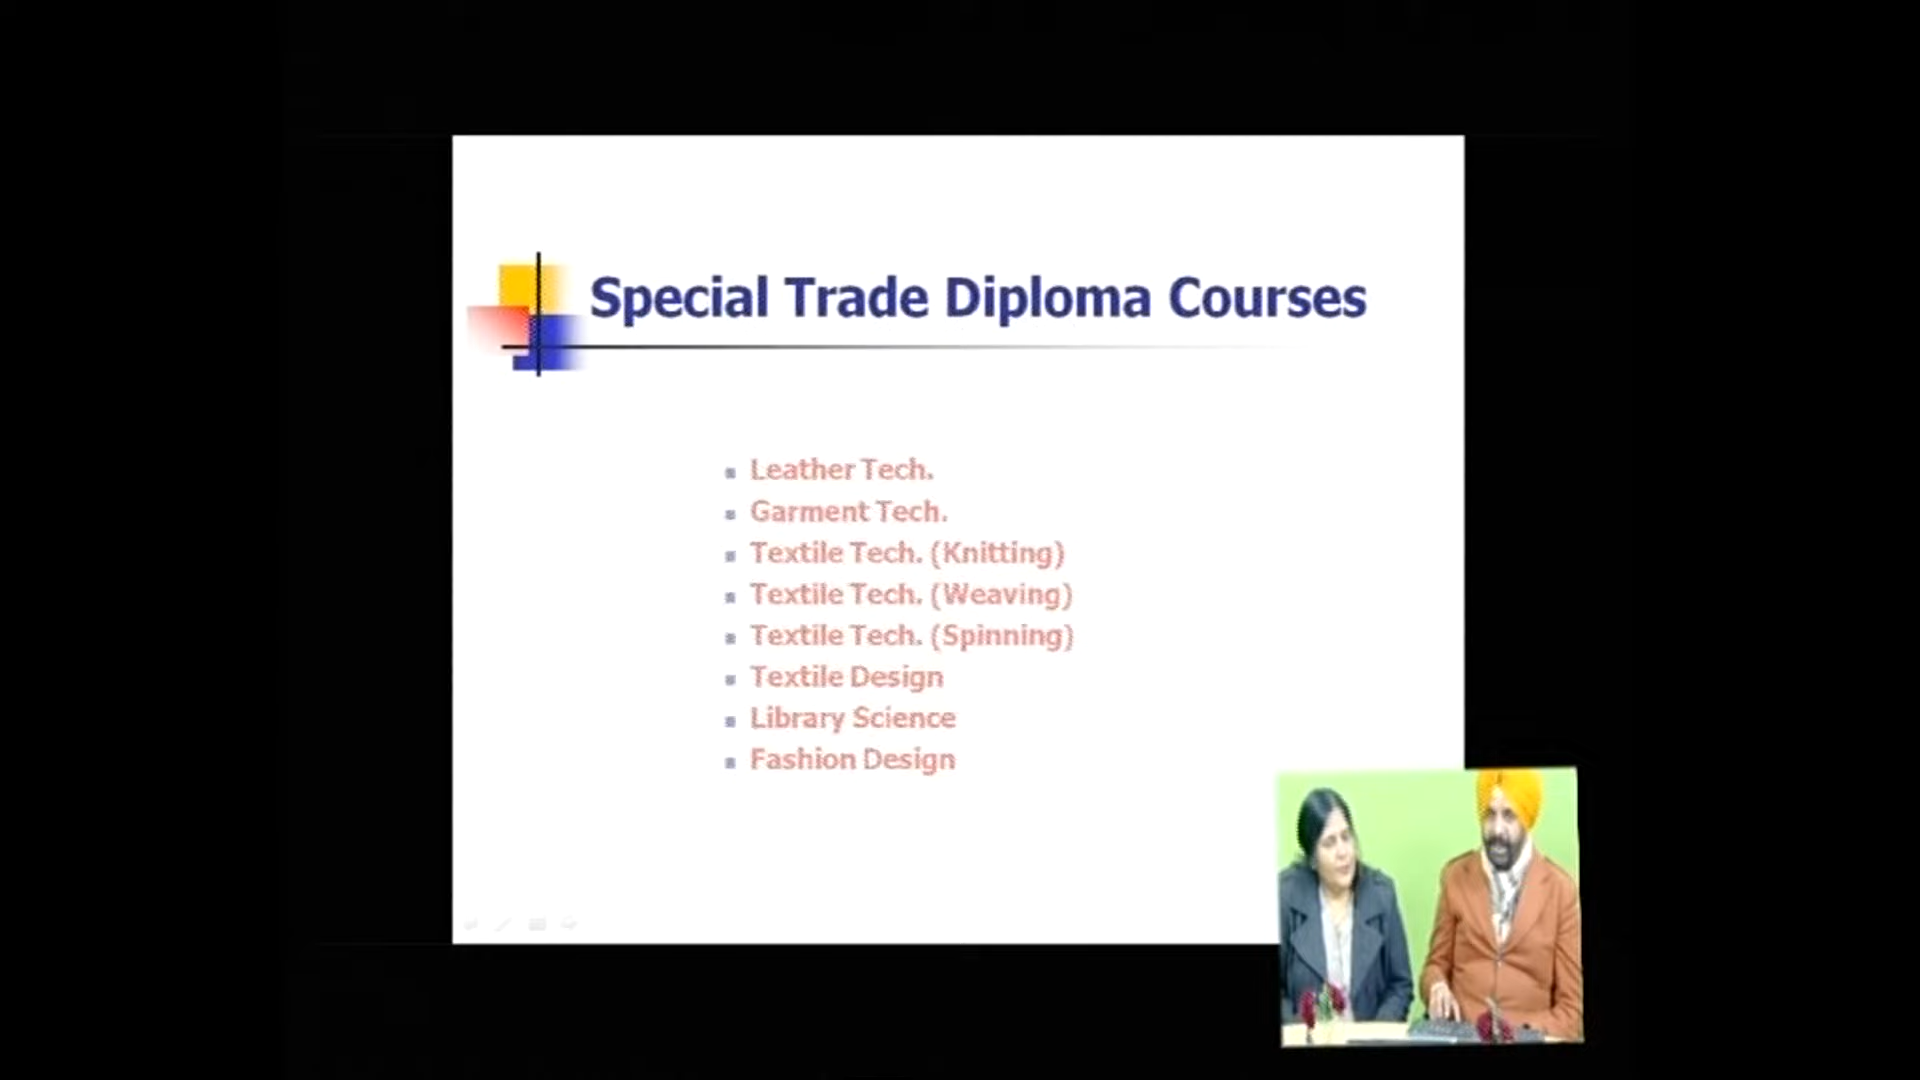 Special Trade Diploma Courses
Leather Tech.
Garment Tech.
Textile Tech. (Knitting)
Textile Tech. (Weaving)
Textile Tech. (Spinning)
Textile Design
Library Science
Fashion Design